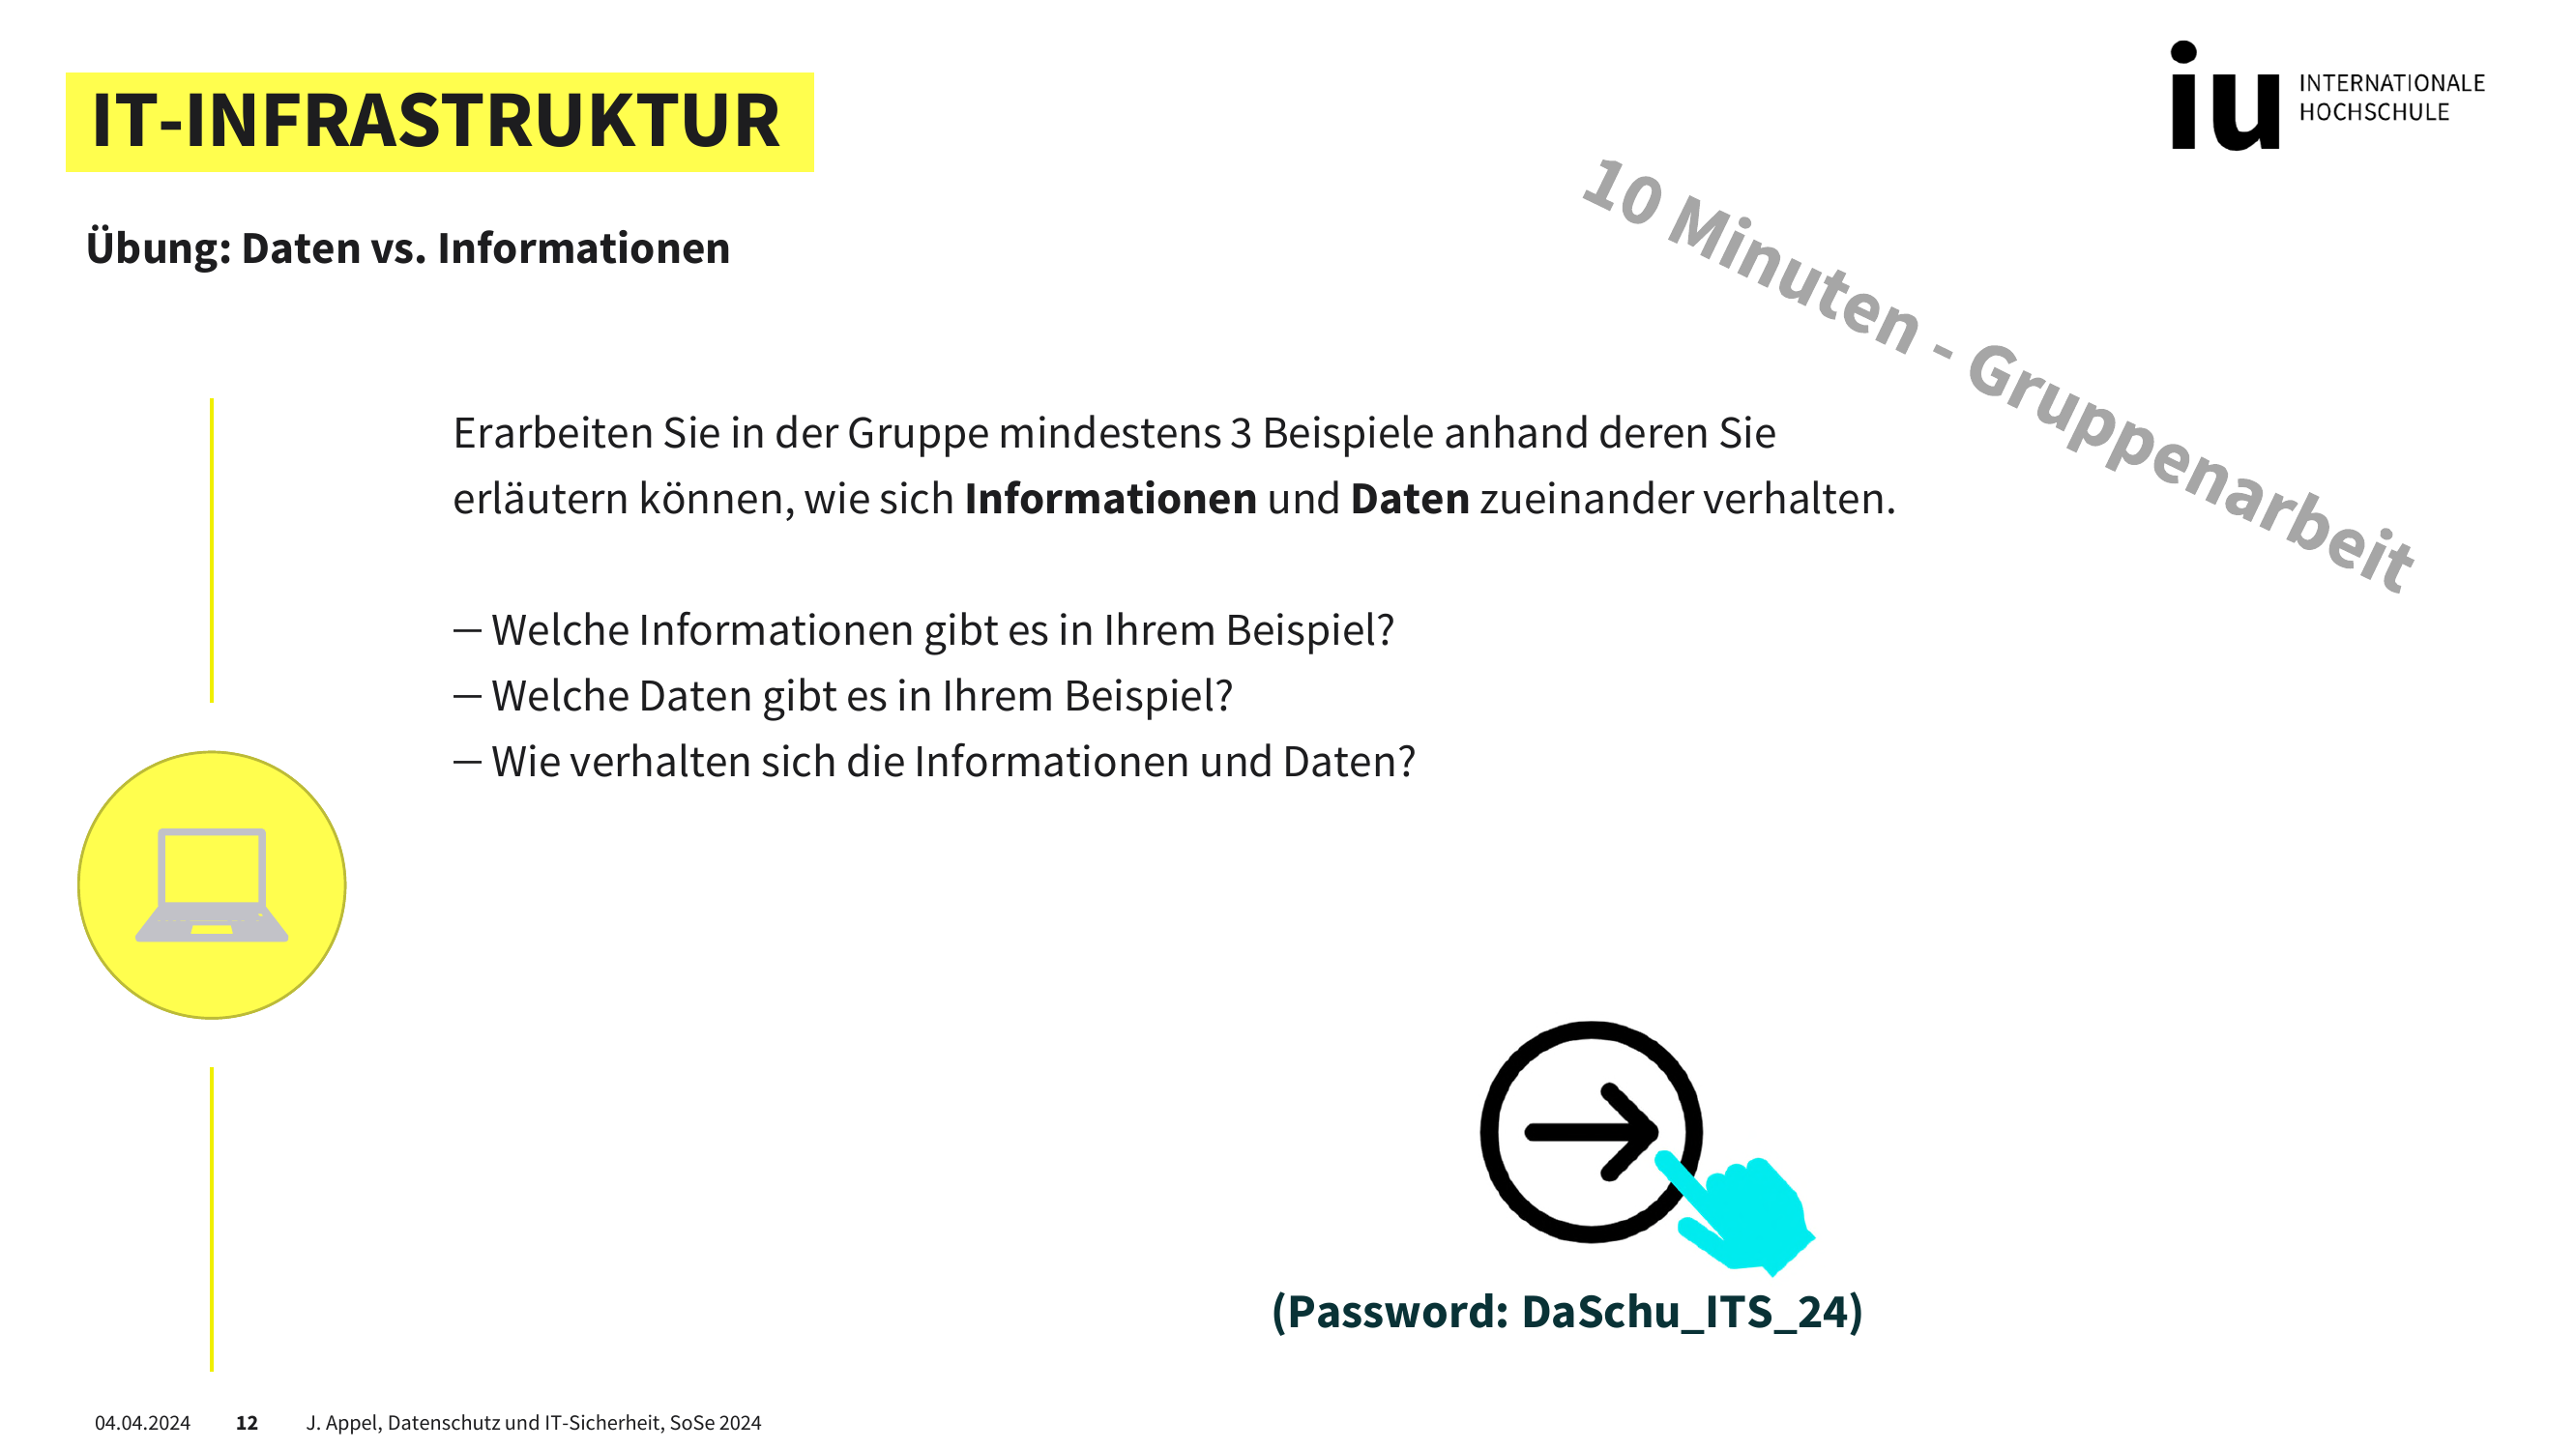 IT-INFRASTRUKTUR
iu INTERNATIONALE
HOCHSCHULE
Übung: Daten vs. Informationen
10 Minuten - Gruppenarbeit
Erarbeiten Sie in der Gruppe mindestens 3 Beispiele anhand deren Sie
erläutern können, wie sich Informationen und Daten zueinander verhalten.
— Welche Informationen gibt es in Ihrem Beispiel?
— Welche Daten gibt es in Ihrem Beispiel?
— Wie verhalten sich die Informationen und Daten?
(Password: DaSchu_ITS_24)
04.04.2024 12 J. Appel, Datenschutz und IT-Sicherheit, SoSe 2024